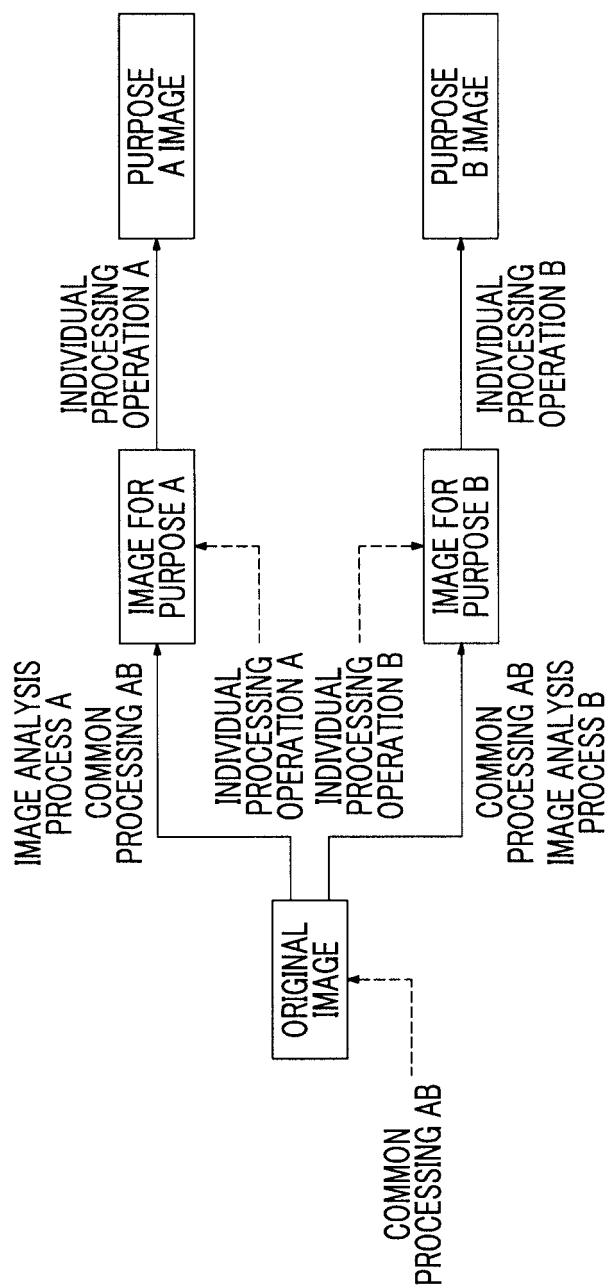 IMAGE ANALYSIS
PROCESS A
COMMON
PROCESSING AB
INDIVIDUAL
PROCESSING
OPERATION A
IMAGE FOR
PURPOSE A
PURPOSE
A IMAGE
INDIVIDUAL
PROCESSING
OPERATION A
ORIGINAL
IMAGE
INDIVIDUAL
PROCESSING
OPERATION B
COMMON
PROCESSING AB
IMAGE FOR
PURPOSE B
PURPOSE
B IMAGE
COMMON
PROCESSING AB
IMAGE ANALYSIS
PROCESS B
INDIVIDUAL
PROCESSING
OPERATION B